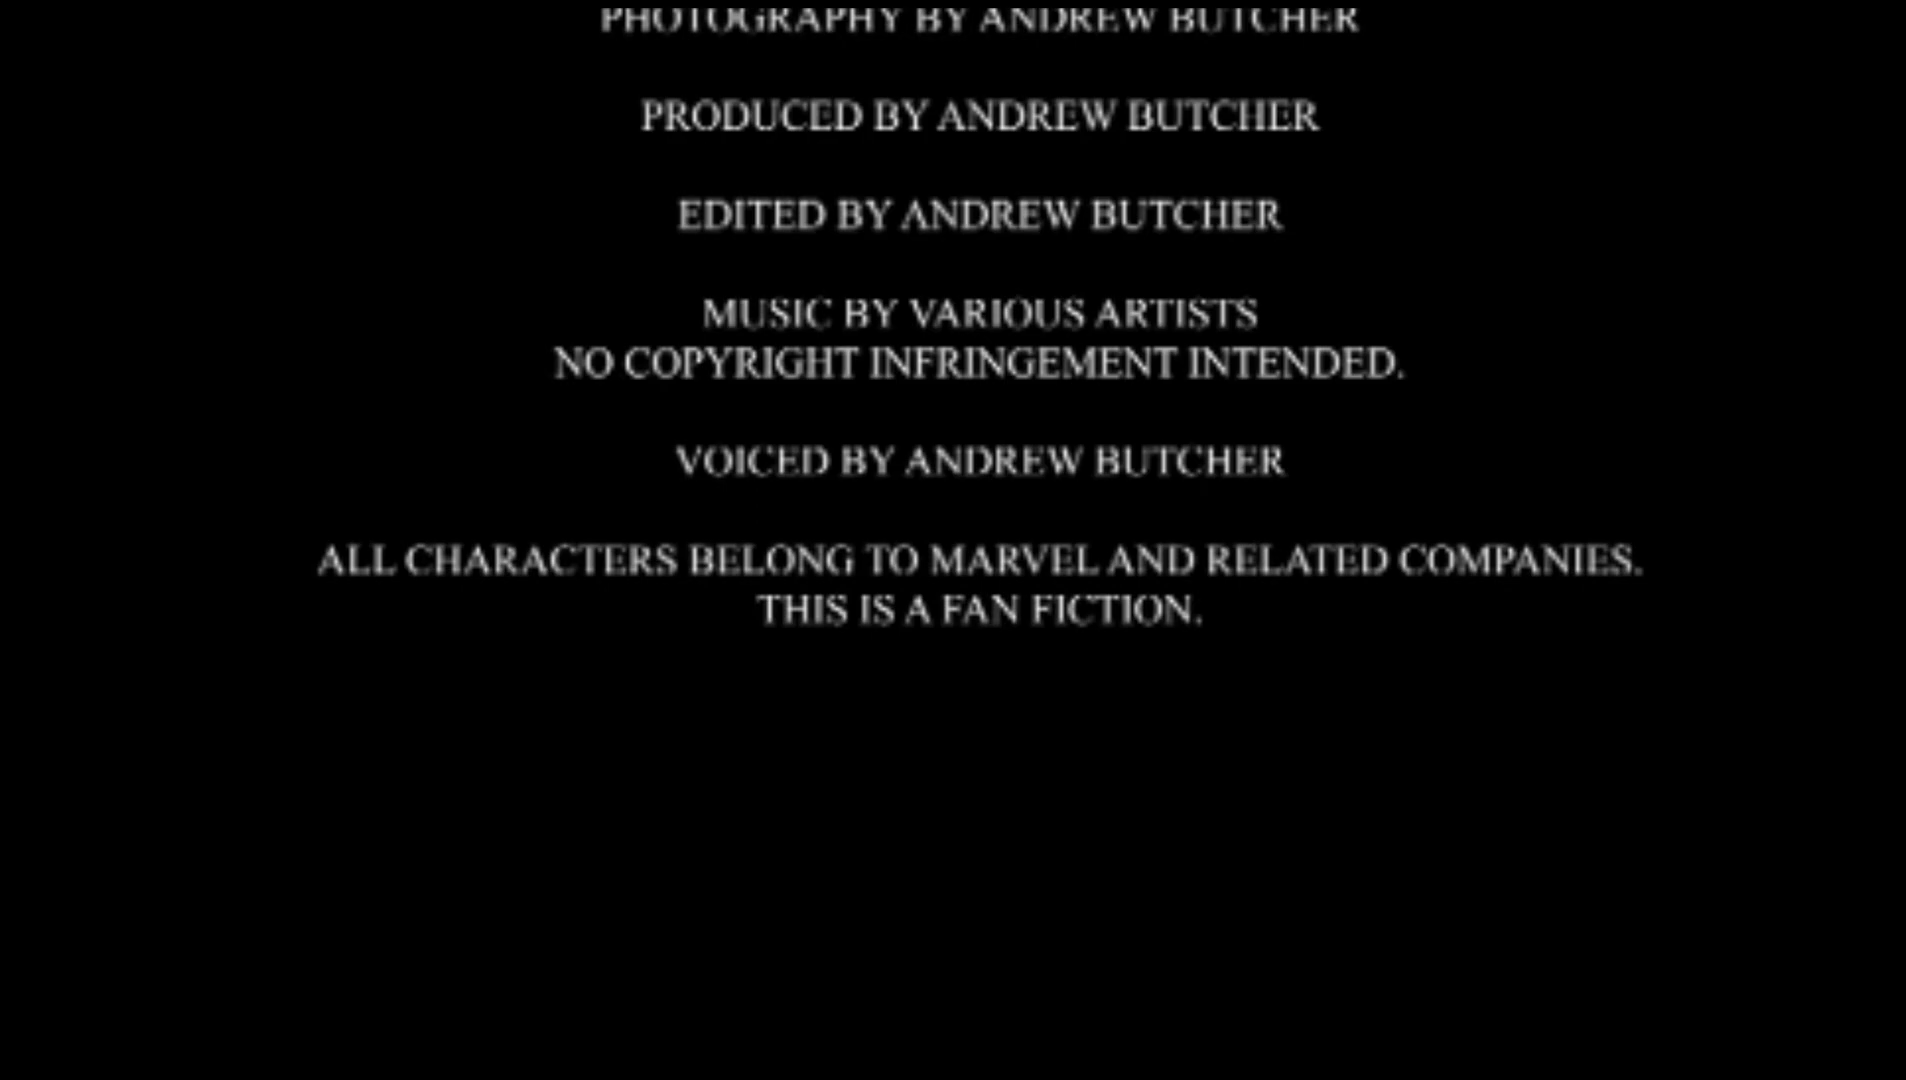 PHOTOGRAPHY BY ANDREW BUTCHER
PRODUCED BY ANDREW BUTCHER
EDITED BY ANDREW BUTCHER
MUSIC BY VARIOUS ARTISTS
NO COPYRIGHT INFRINGEMENT INTENDED.
VOICED BY ANDREW BUTCHER
ALL CHARACTERS BELONG TO MARVEL AND RELATED COMPANIES.
THIS IS A FAN FICTION.